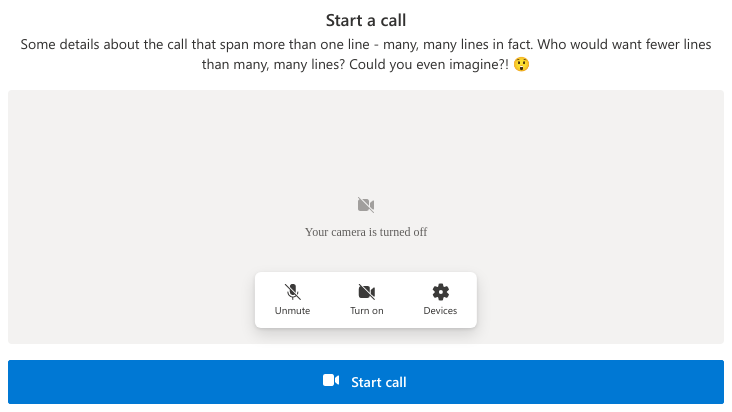 Start a call
Some details about the call that span more than one line - many, many lines in fact. Who would want fewer lines
than many, many lines? Could you even imagine?! 😲
Your camera is turned off
Unmute
Turn on
Devices
Start call